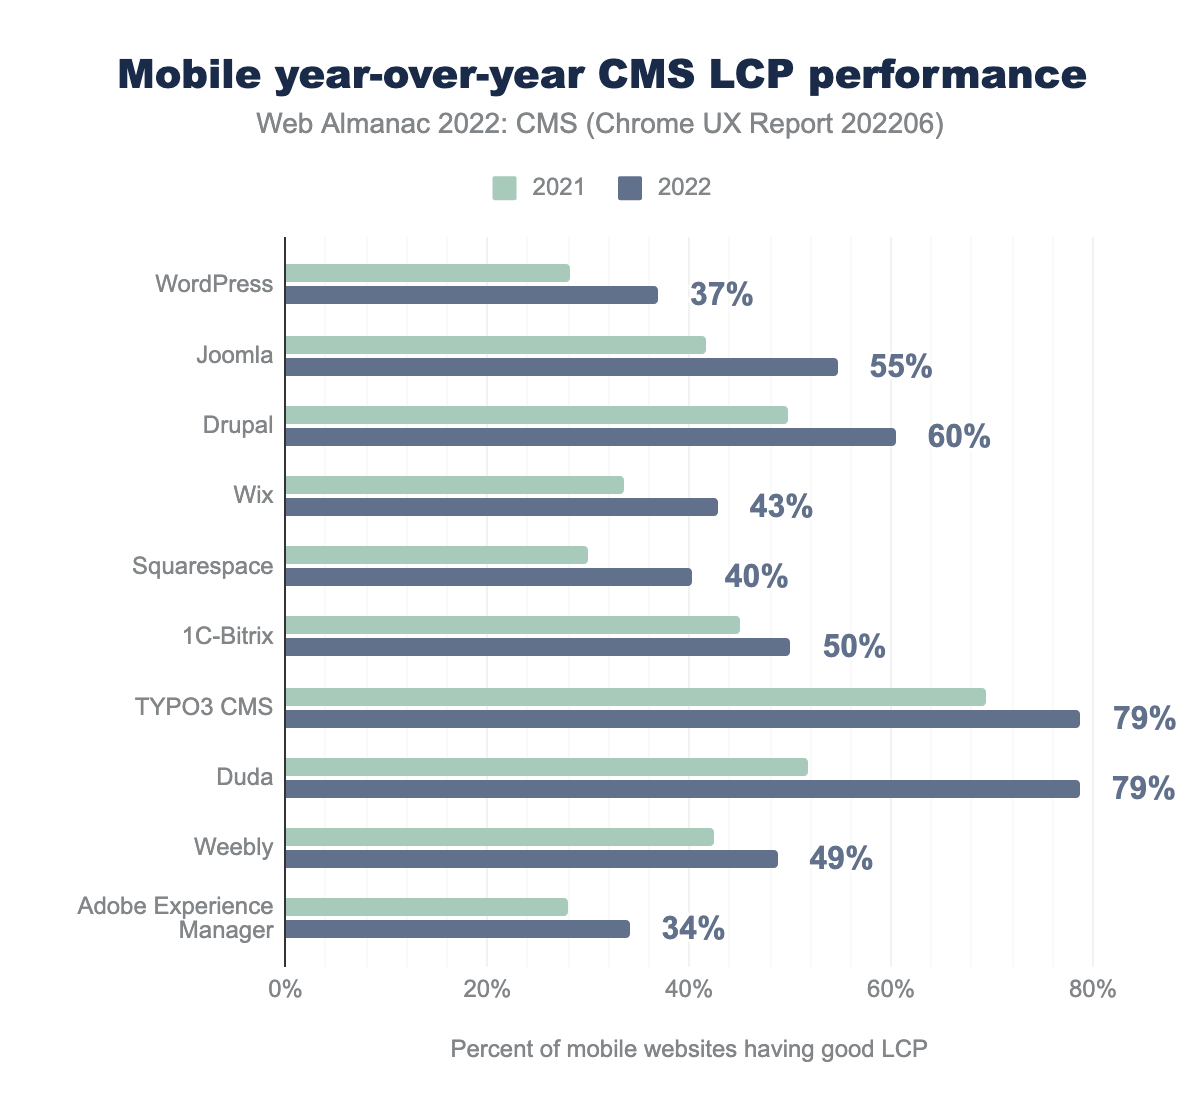 Mobile year-over-year CMS LCP performance
Web Almanac 2022: CMS (Chrome UX Report 202206)
2021 2022
WordPress 37%
Joomla 55%
Drupal 60%
Wix 43%
Squarespace 40%
1C-Bitrix 50%
TYPO3 CMS 79%
Duda 79%
Weebly 49%
Adobe Experience
Manager 34%
0% 20% 40% 60% 80%
Percent of mobile websites having good LCP